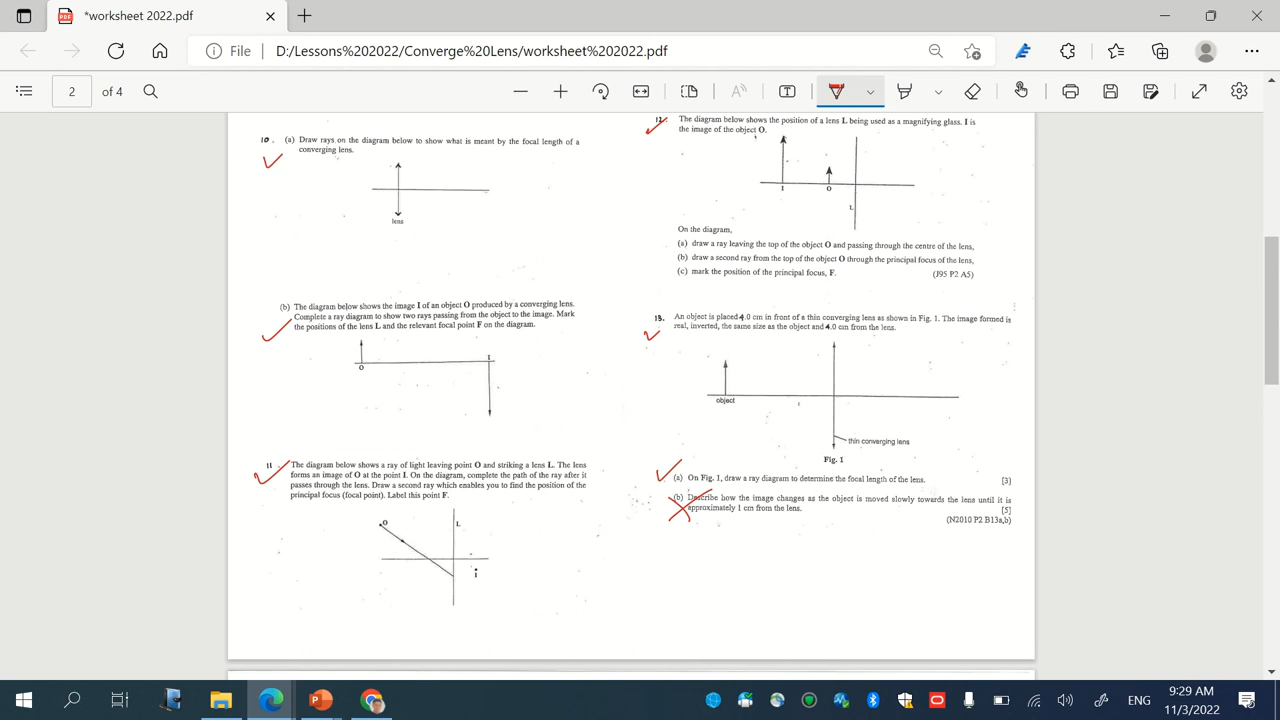 *worksheet 2022.pdf
File
D:/Lessons%202022/Converge%20Lens/worksheet%202022.pdf
2
of 4
10. (a) Draw rays on the diagram below to show what is meant by the focal length of a
converging lens.
lens
(b) The diagram below shows the image I of an object O produced by a converging lens.
Complete a ray diagram to show two rays passing from the object to the image. Mark
the positions of the lens L and the relevant focal point F on the diagram.
I
O
11 The diagram below shows a ray of light leaving point O and striking a lens L. The lens
forms an image of O at the point I. On the diagram, complete the path of the ray after it
passes through the lens. Draw a second ray which enables you to find the position of the
principal focus (focal point). Label this point F.
O
L
i
12. The diagram below shows the position of a lens L being used as a magnifying glass. I is
the image of the object O.
I
O
L
On the diagram,
(a) draw a ray leaving the top of the object O and passing through the centre of the lens,
(b) draw a second ray from the top of the object O through the principal focus of the lens,
(c) mark the position of the principal focus, F.
(J95 P2 A5)
13. An object is placed 4.0 cm in front of a thin converging lens as shown in Fig. 1. The image formed is
real, inverted, the same size as the object and 4.0 cm from the lens.
object
thin converging lens
Fig. 1
(a) On Fig. 1, draw a ray diagram to determine the focal length of the lens.
[3]
(b) Describe how the image changes as the object is moved slowly towards the lens until it is
approximately 1 cm from the lens.
[5]
(N2010 P2 B13a,b)
ENG
9:29 AM
11/3/2022